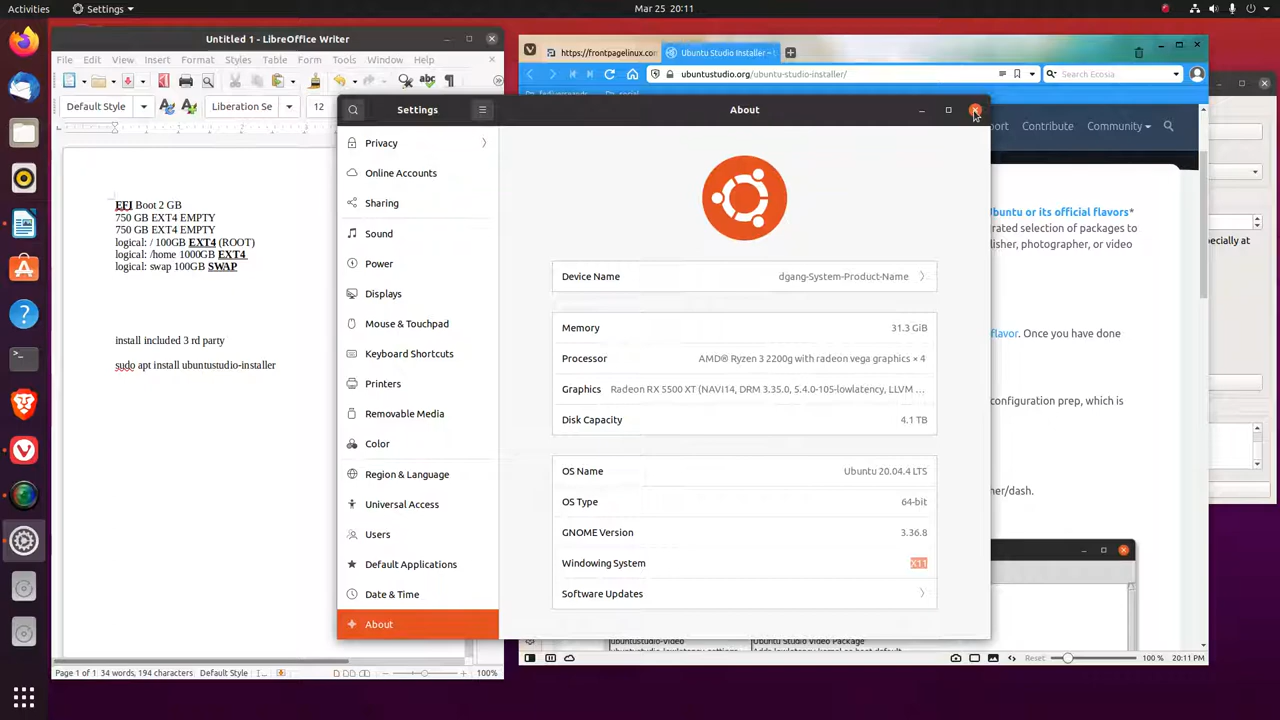 Activities
Settings
Mar 25 20:11
Untitled 1 - LibreOffice Writer
File Edit View Insert Format Styles Table Form Tools Window
Default Style
Liberation Se
12
EFI Boot 2 GB
750 GB EXT4 EMPTY
750 GB EXT4 EMPTY
logical: / 100GB EXT4 (ROOT)
logical: /home 1000GB EXT4
logical: swap 100GB SWAP
install included 3 rd party
sudo apt install ubuntustudio-installer
Page 1 of 1 34 words, 194 characters Default Style 100%
https://frontpagelinux.con
Ubuntu Studio Installer –
ubuntustudio.org/ubuntu-studio-installer/
Search Ecosia
port Contribute Community
Ubuntu or its official flavors*
rated selection of packages to
lisher, photographer, or video
flavor. Once you have done
configuration prep, which is
ner/dash.
pecially at
Settings
About
Privacy
Online Accounts
Sharing
Sound
Power
Displays
Mouse & Touchpad
Keyboard Shortcuts
Printers
Removable Media
Color
Region & Language
Universal Access
Users
Default Applications
Date & Time
About
Device Name dgang-System-Product-Name
Memory 31.3 GiB
Processor AMD® Ryzen 3 2200g with radeon vega graphics × 4
Graphics Radeon RX 5500 XT (NAVI14, DRM 3.35.0, 5.4.0-105-lowlatency, LLVM …
Disk Capacity 4.1 TB
OS Name Ubuntu 20.04.4 LTS
OS Type 64-bit
GNOME Version 3.36.8
Windowing System X11
Software Updates
ubuntustudio-video Ubuntu Studio Video Package
Reset 100 % 20:11 PM